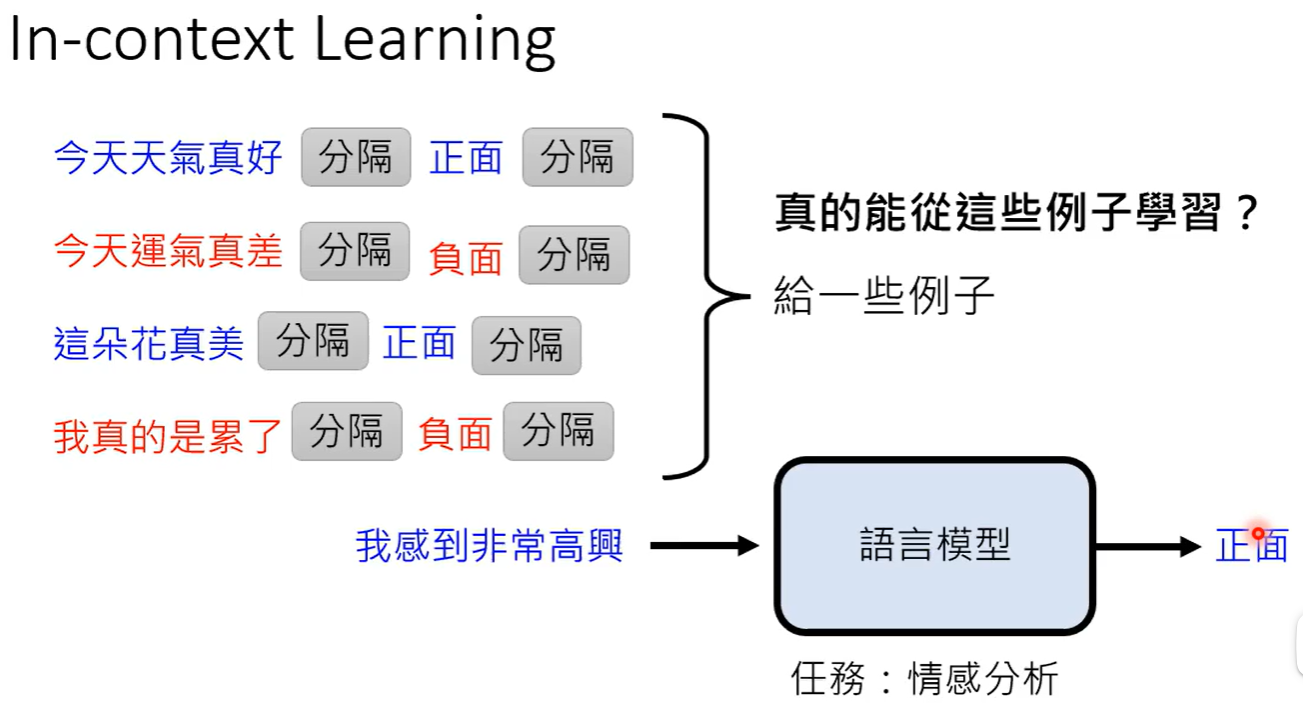 In-context Learning
今天天氣真好 分隔 正面 分隔
今天運氣真差 分隔 負面 分隔
這朵花真美 分隔 正面 分隔
我真的是累了 分隔 負面 分隔
真的能從這些例子學習？
給一些例子
我感到非常高興
語言模型
正面
任務：情感分析